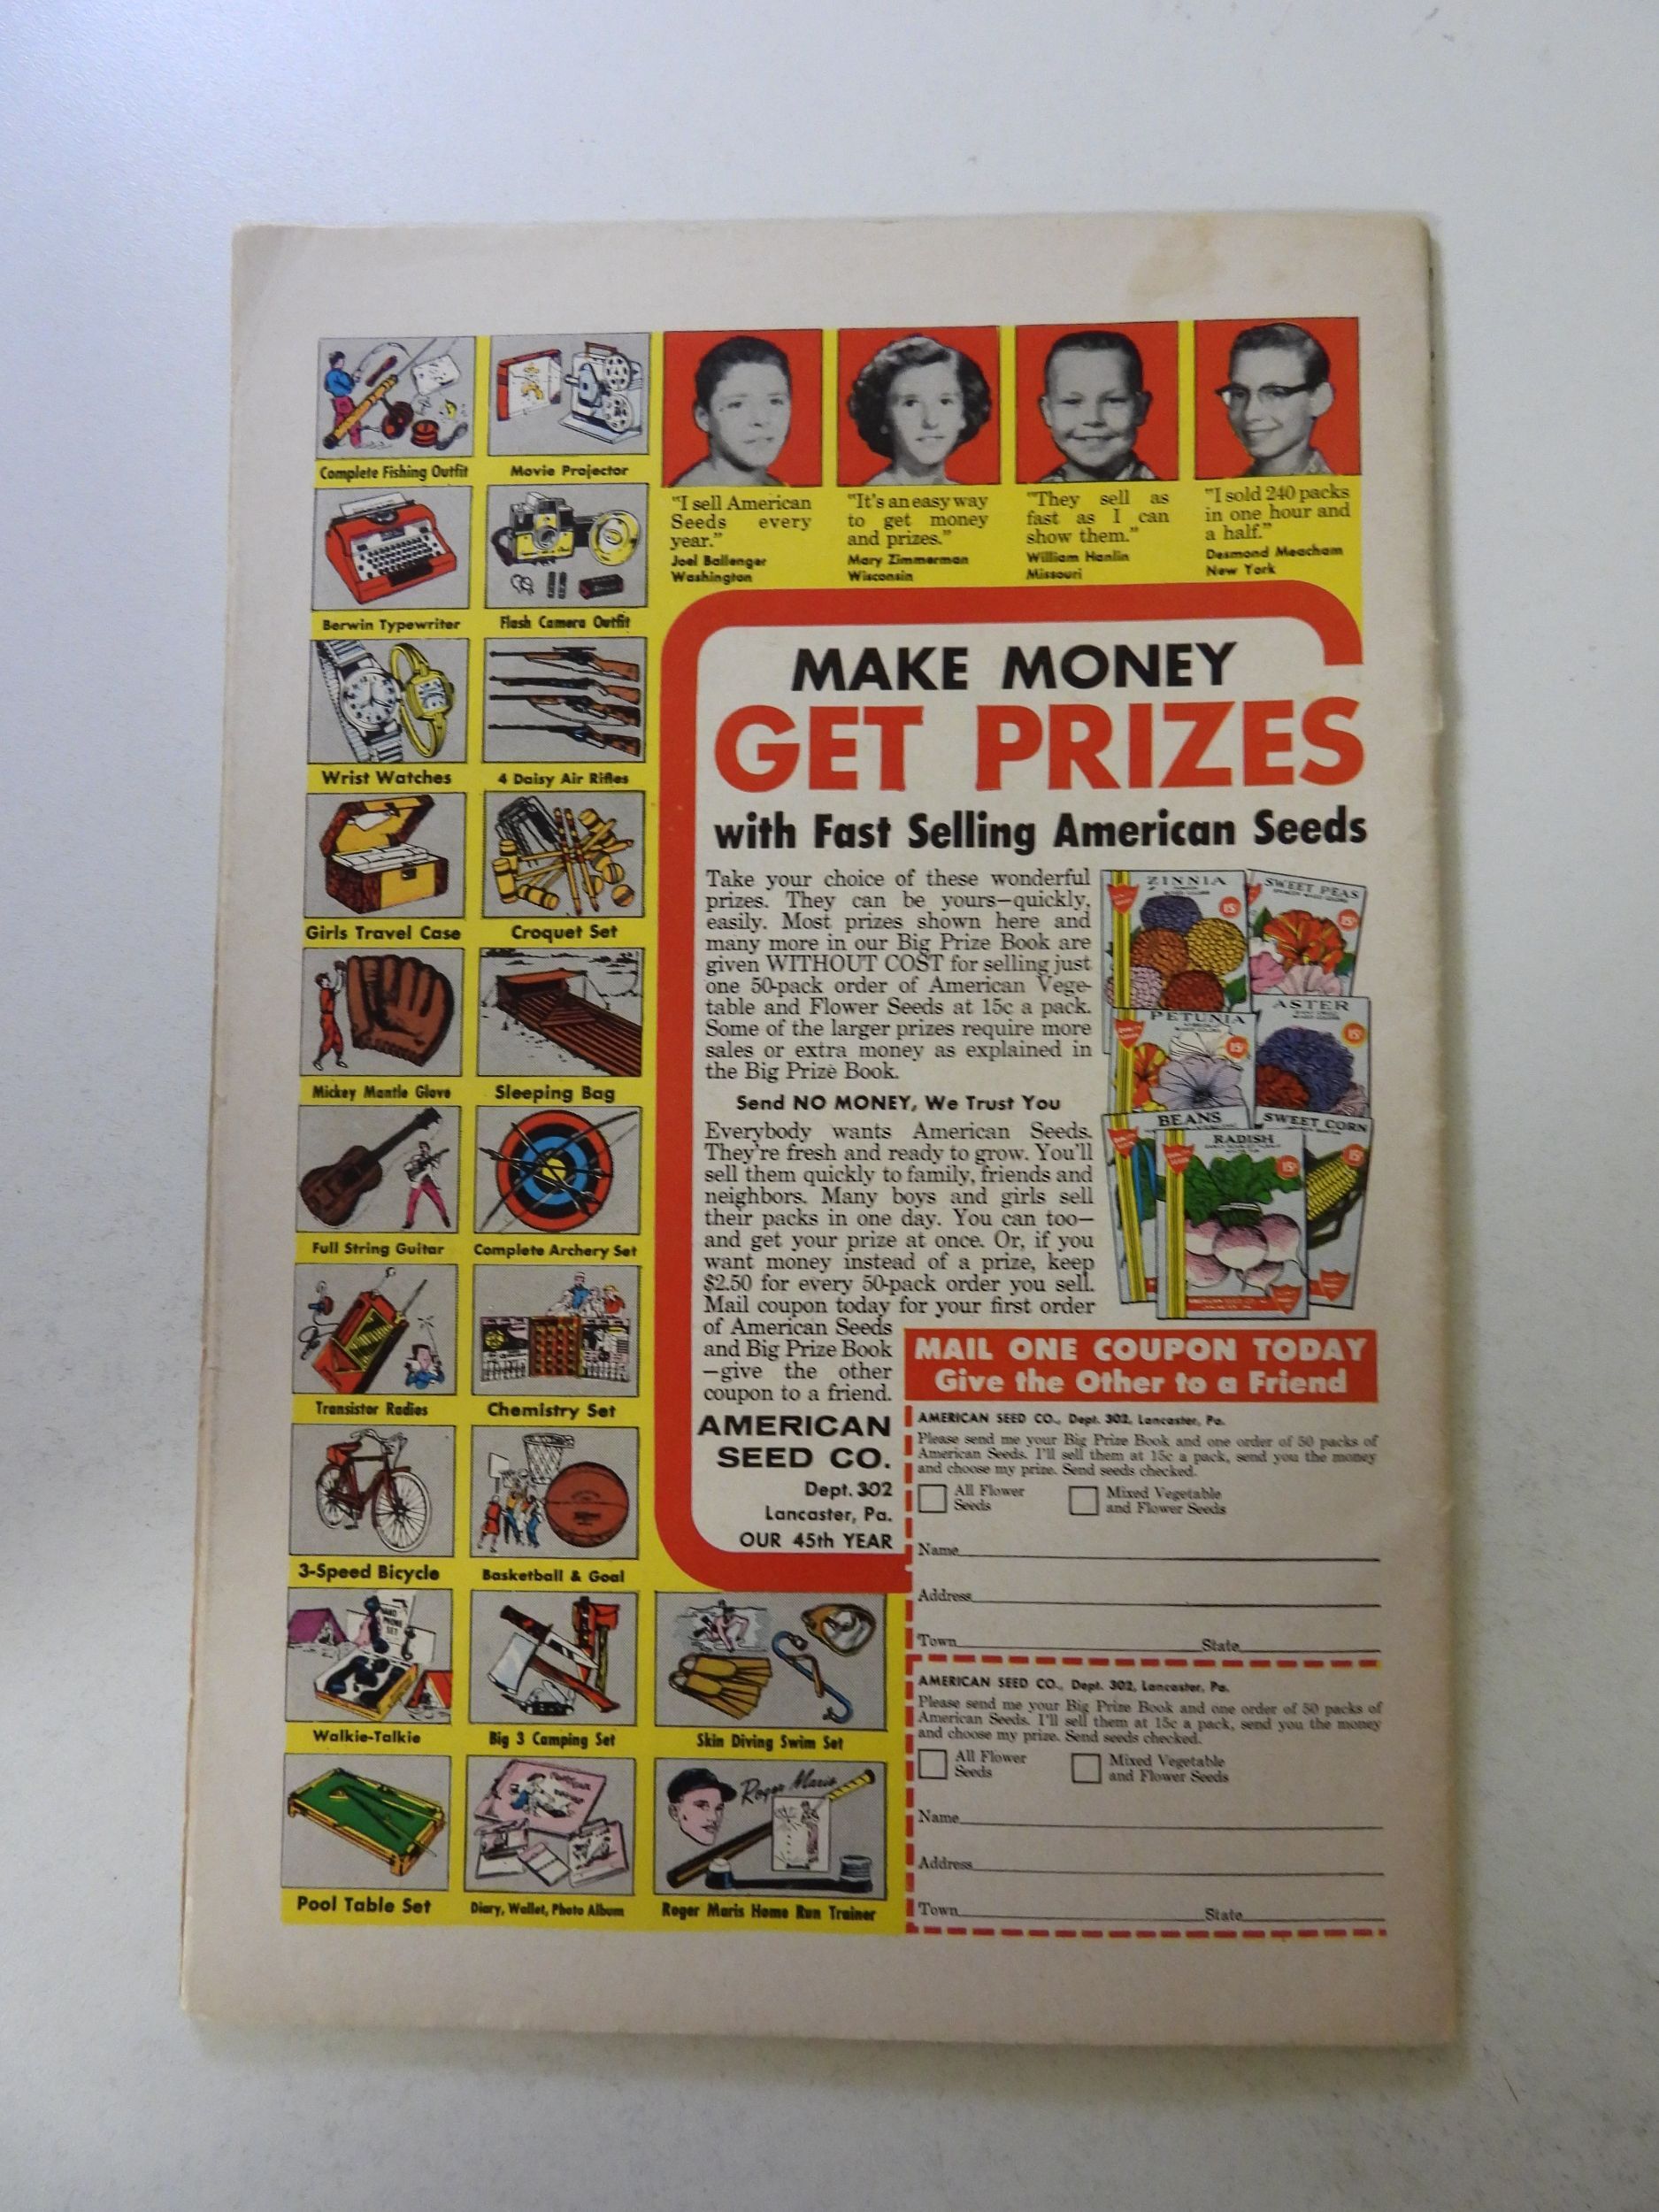 Complete Fishing Outfit
Movie Projector
Berwin Typewriter
Flash Camera Outfit
Wrist Watches
4 Daisy Air Rifles
Girls Travel Case
Croquet Set
Mickey Mantle Glove
Sleeping Bag
Full String Guitar
Complete Archery Set
Transistor Radios
Chemistry Set
3-Speed Bicycle
Basketball & Goal
Walkie-Talkie
Big 3 Camping Set
Skin Diving Swim Set
Pool Table Set
Diary, Wallet, Photo Album
Roger Maris
Roger Maris Home Run Trainer
"I sell American
Seeds every
year."
Joel Ballenger
Washington
"It's an easy way
to get money
and prizes."
Mary Zimmerman
Wisconsin
"They sell as
fast as I can
show them."
William Hanlin
Missouri
"I sold 240 packs
in one hour and
a half."
Desmond Meacham
New York
MAKE MONEY
GET PRIZES
with Fast Selling American Seeds
Take your choice of these wonderful
prizes. They can be yours—quickly,
easily. Most prizes shown here and
many more in our Big Prize Book are
given WITHOUT COST for selling just
one 50-pack order of American Vege-
table and Flower Seeds at 15c a pack.
Some of the larger prizes require more
sales or extra money as explained in
the Big Prize Book.
Send NO MONEY, We Trust You
Everybody wants American Seeds.
They're fresh and ready to grow. You'll
sell them quickly to family, friends and
neighbors. Many boys and girls sell
their packs in one day. You can too—
and get your prize at once. Or, if you
want money instead of a prize, keep
$2.50 for every 50-pack order you sell.
Mail coupon today for your first order
of American Seeds
and Big Prize Book
—give the other
coupon to a friend.
AMERICAN
SEED CO.
Dept. 302
Lancaster, Pa.
OUR 45th YEAR
ZINNIA
15¢
SWEET PEAS
15¢
PETUNIA
15¢
ASTER
15¢
BEANS
SWEET CORN
15¢
RADISH
15¢
MAIL ONE COUPON TODAY
Give the Other to a Friend
AMERICAN SEED CO., Dept. 302, Lancaster, Pa.
Please send me your Big Prize Book and one order of 50 packs of
American Seeds. I'll sell them at 15c a pack, send you the money
and choose my prize. Send seeds checked.
All Flower
Seeds
Mixed Vegetable
and Flower Seeds
Name
Address
Town State
AMERICAN SEED CO., Dept. 302, Lancaster, Pa.
Please send me your Big Prize Book and one order of 50 packs of
American Seeds. I'll sell them at 15c a pack, send you the money
and choose my prize. Send seeds checked.
All Flower
Seeds
Mixed Vegetable
and Flower Seeds
Name
Address
Town State